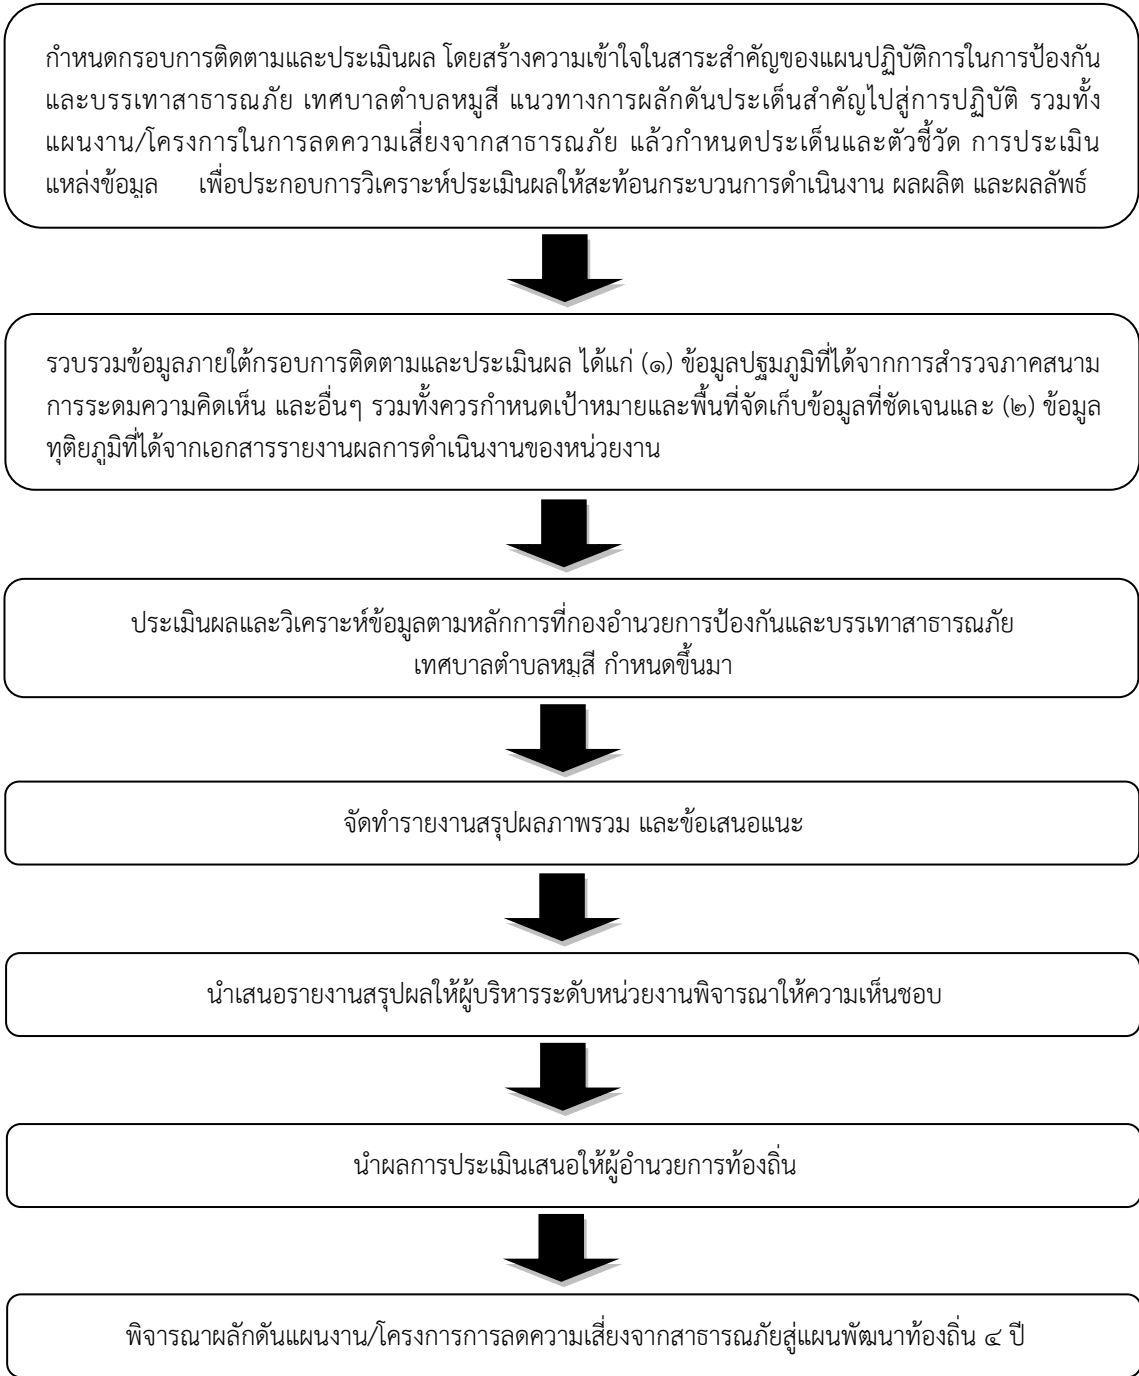 กำหนดกรอบการติดตามและประเมินผล โดยสร้างความเข้าใจในสาระสำคัญของแผนปฏิบัติการในการป้องกัน
และบรรเทาสาธารณภัย เทศบาลตำบลหมูสี แนวทางการผลักดันประเด็นสำคัญไปสู่การปฏิบัติ รวมทั้ง
แผนงาน/โครงการในการลดความเสี่ยงจากสาธารณภัย แล้วกำหนดประเด็นและตัวชี้วัด การประเมิน
แหล่งข้อมูล เพื่อประกอบการวิเคราะห์ประเมินผลให้สะท้อนกระบวนการดำเนินงาน ผลผลิต และผลลัพธ์
รวบรวมข้อมูลภายใต้กรอบการติดตามและประเมินผล ได้แก่ (๑) ข้อมูลปฐมภูมิที่ได้จากการสำรวจภาคสนาม
การระดมความคิดเห็น และอื่นๆ รวมทั้งควรกำหนดเป้าหมายและพื้นที่จัดเก็บข้อมูลที่ชัดเจนและ (๒) ข้อมูล
ทุติยภูมิที่ได้จากเอกสารรายงานผลการดำเนินงานของหน่วยงาน
ประเมินผลและวิเคราะห์ข้อมูลตามหลักการที่กองอำนวยการป้องกันและบรรเทาสาธารณภัย
เทศบาลตำบลหมูสี กำหนดขึ้นมา
จัดทำรายงานสรุปผลภาพรวม และข้อเสนอแนะ
นำเสนอรายงานสรุปผลให้ผู้บริหารระดับหน่วยงานพิจารณาให้ความเห็นชอบ
นำผลการประเมินเสนอให้ผู้อำนวยการท้องถิ่น
พิจารณาผลักดันแผนงาน/โครงการการลดความเสี่ยงจากสาธารณภัยสู่แผนพัฒนาท้องถิ่น ๔ ปี